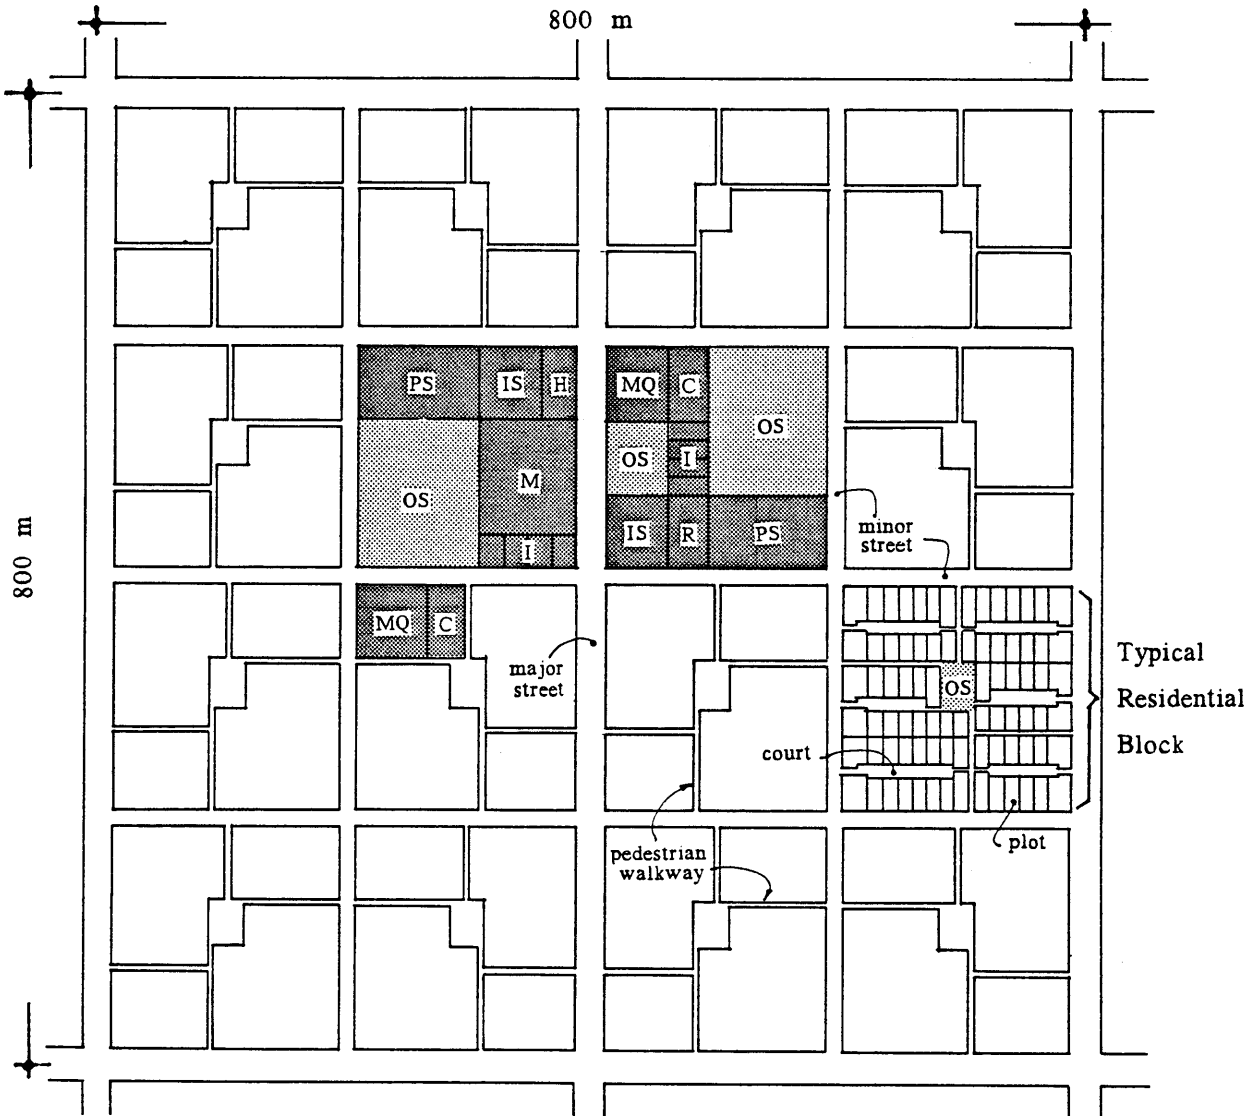 800 m
800 m
PS
IS
H
MQ
C
OS
OS
M
OS
I
I
IS
R
PS
minor
street
MQ
C
major
street
OS
Typical
Residential
Block
court
plot
pedestrian
walkway